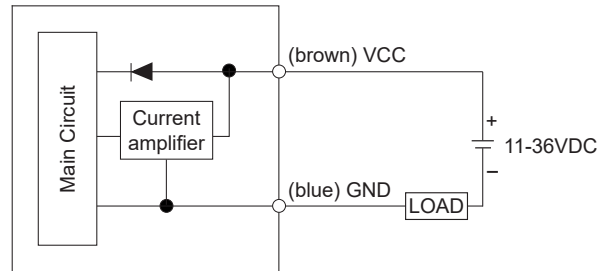 Main Circuit
Current
amplifier
(brown) VCC
+
11-36VDC
−
(blue) GND
LOAD